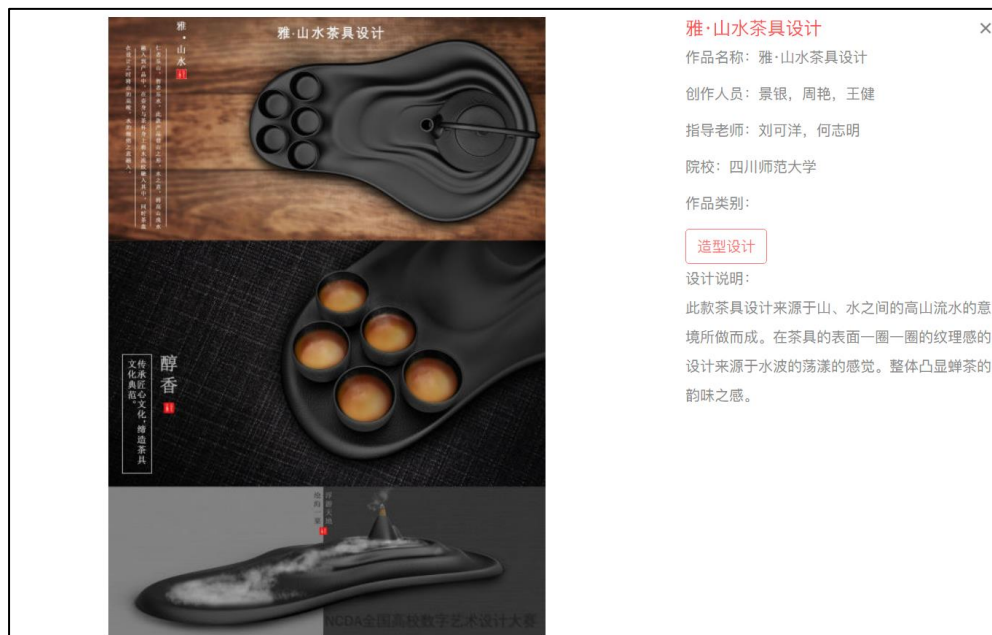 雅·山水
雅·山水茶具设计
醇香
传承匠心文化，缔造茶具
文化典范。
NCDA全国高校数字艺术设计大赛
雅·山水茶具设计
×
作品名称：雅·山水茶具设计
创作人员：景银，周艳，王健
指导老师：刘可洋，何志明
院校：四川师范大学
作品类别：
造型设计
设计说明：
此款茶具设计来源于山、水之间的高山流水的意
境所做而成。在茶具的表面一圈一圈的纹理感的
设计来源于水波的荡漾的感觉。整体凸显蝉茶的
韵味之感。